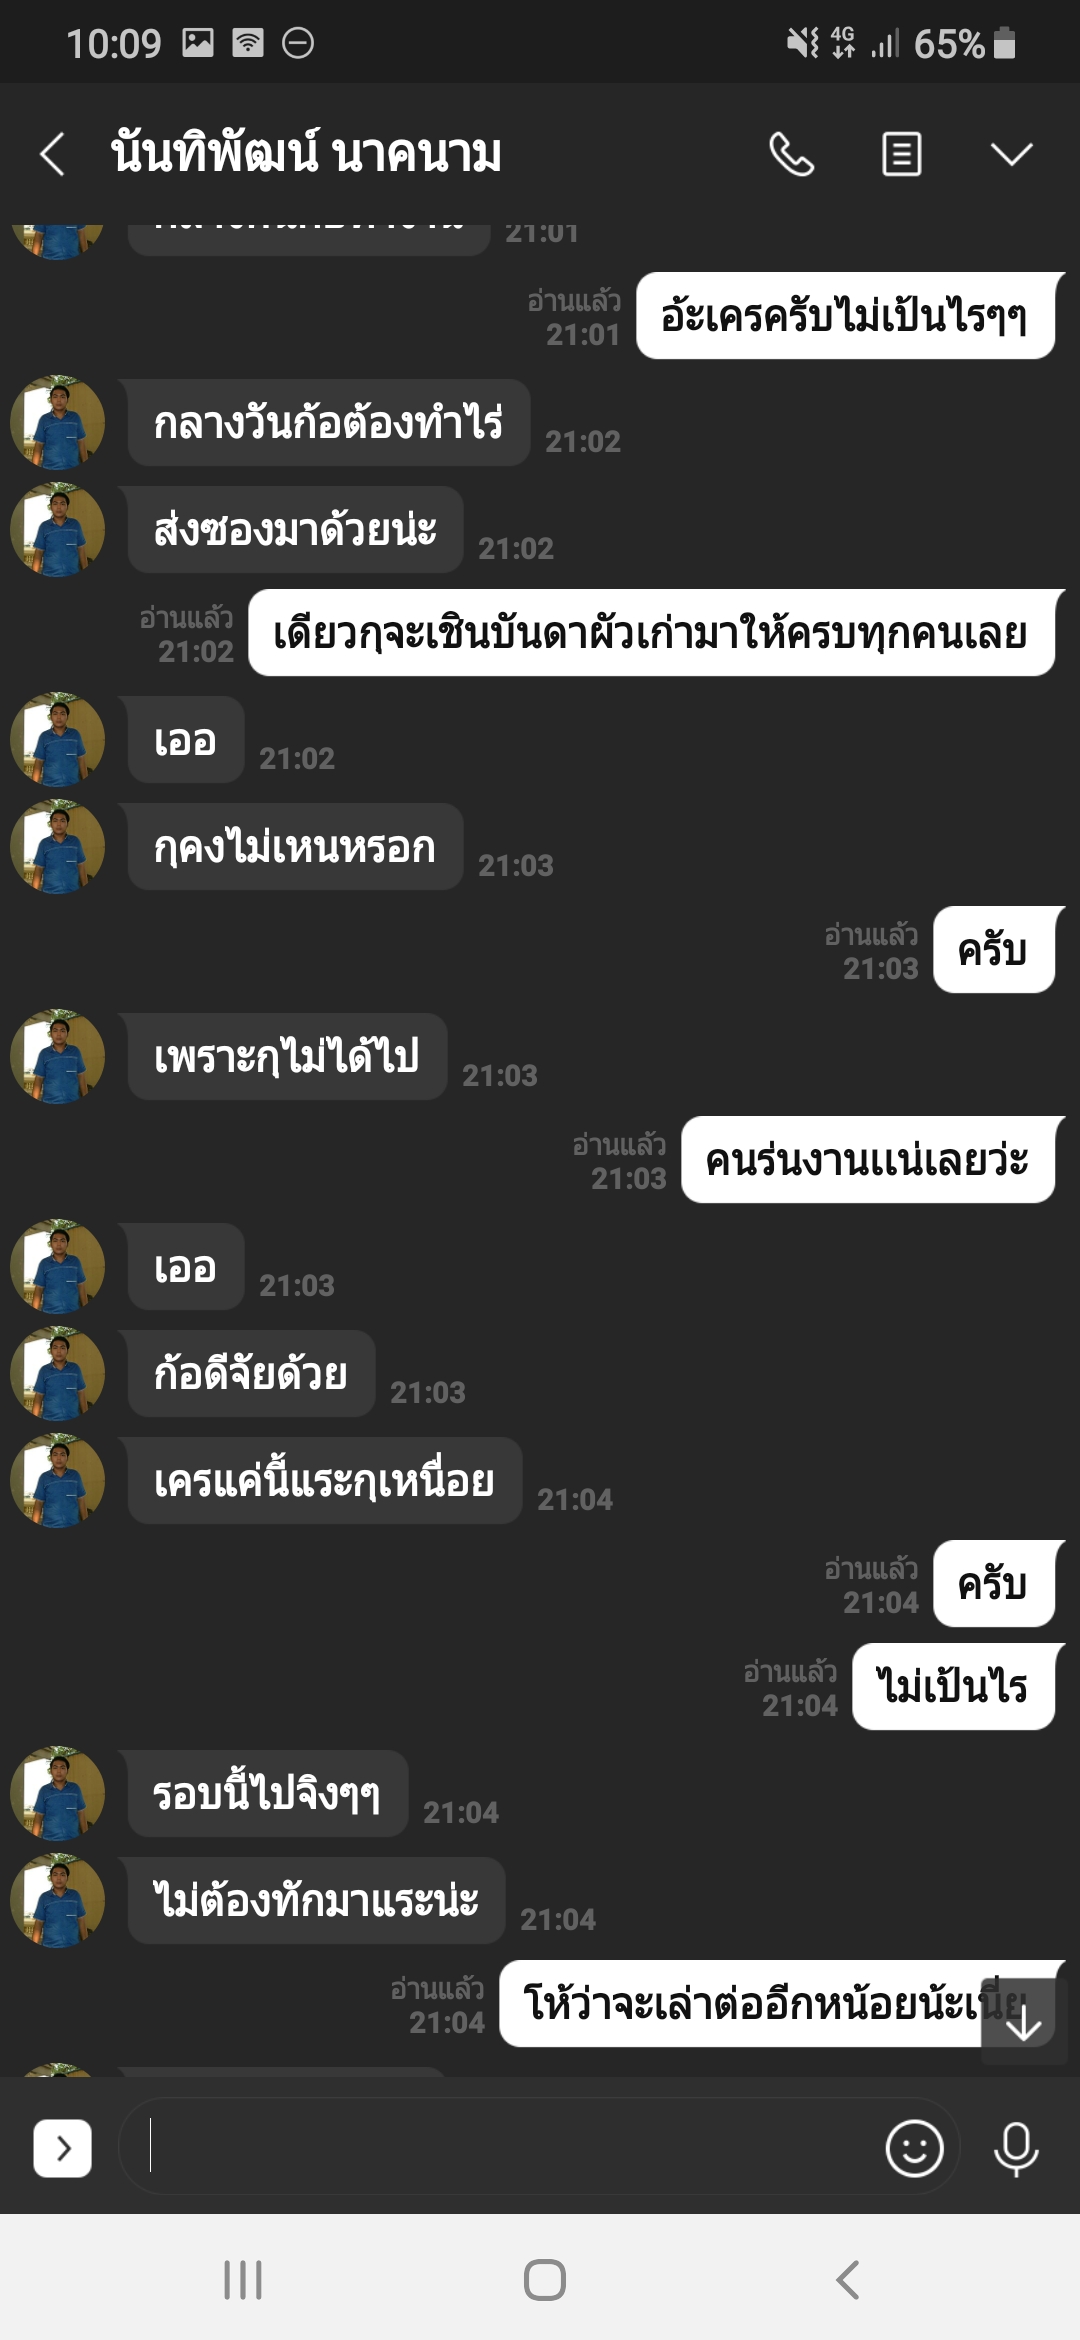 10:09
4G
65%
นันทิพัฒน์ นาคนาม
21:01
อ่านแล้ว
21:01
อ้ะเครครับไม่เป้นไรๆๆ
กลางวันก้อต้องทำไร่
21:02
ส่งซองมาด้วยน่ะ
21:02
อ่านแล้ว
21:02
เดียวกุจะเชินบันดาผัวเก่ามาให้ครบทุกคนเลย
เออ
21:02
กุคงไม่เหนหรอก
21:03
อ่านแล้ว
21:03
ครับ
เพราะกุไม่ได้ไป
21:03
อ่านแล้ว
21:03
คนร่นงานแน่เลยว่ะ
เออ
21:03
ก้อดีจัยด้วย
21:03
เครแค่นี้แระกุเหนื่อย
21:04
อ่านแล้ว
21:04
ครับ
อ่านแล้ว
21:04
ไม่เป้นไร
รอบนี้ไปจิงๆๆ
21:04
ไม่ต้องทักมาแระน่ะ
21:04
อ่านแล้ว
21:04
โห้ว่าจะเล่าต่ออีกหน้อยน้ะเนี่ย